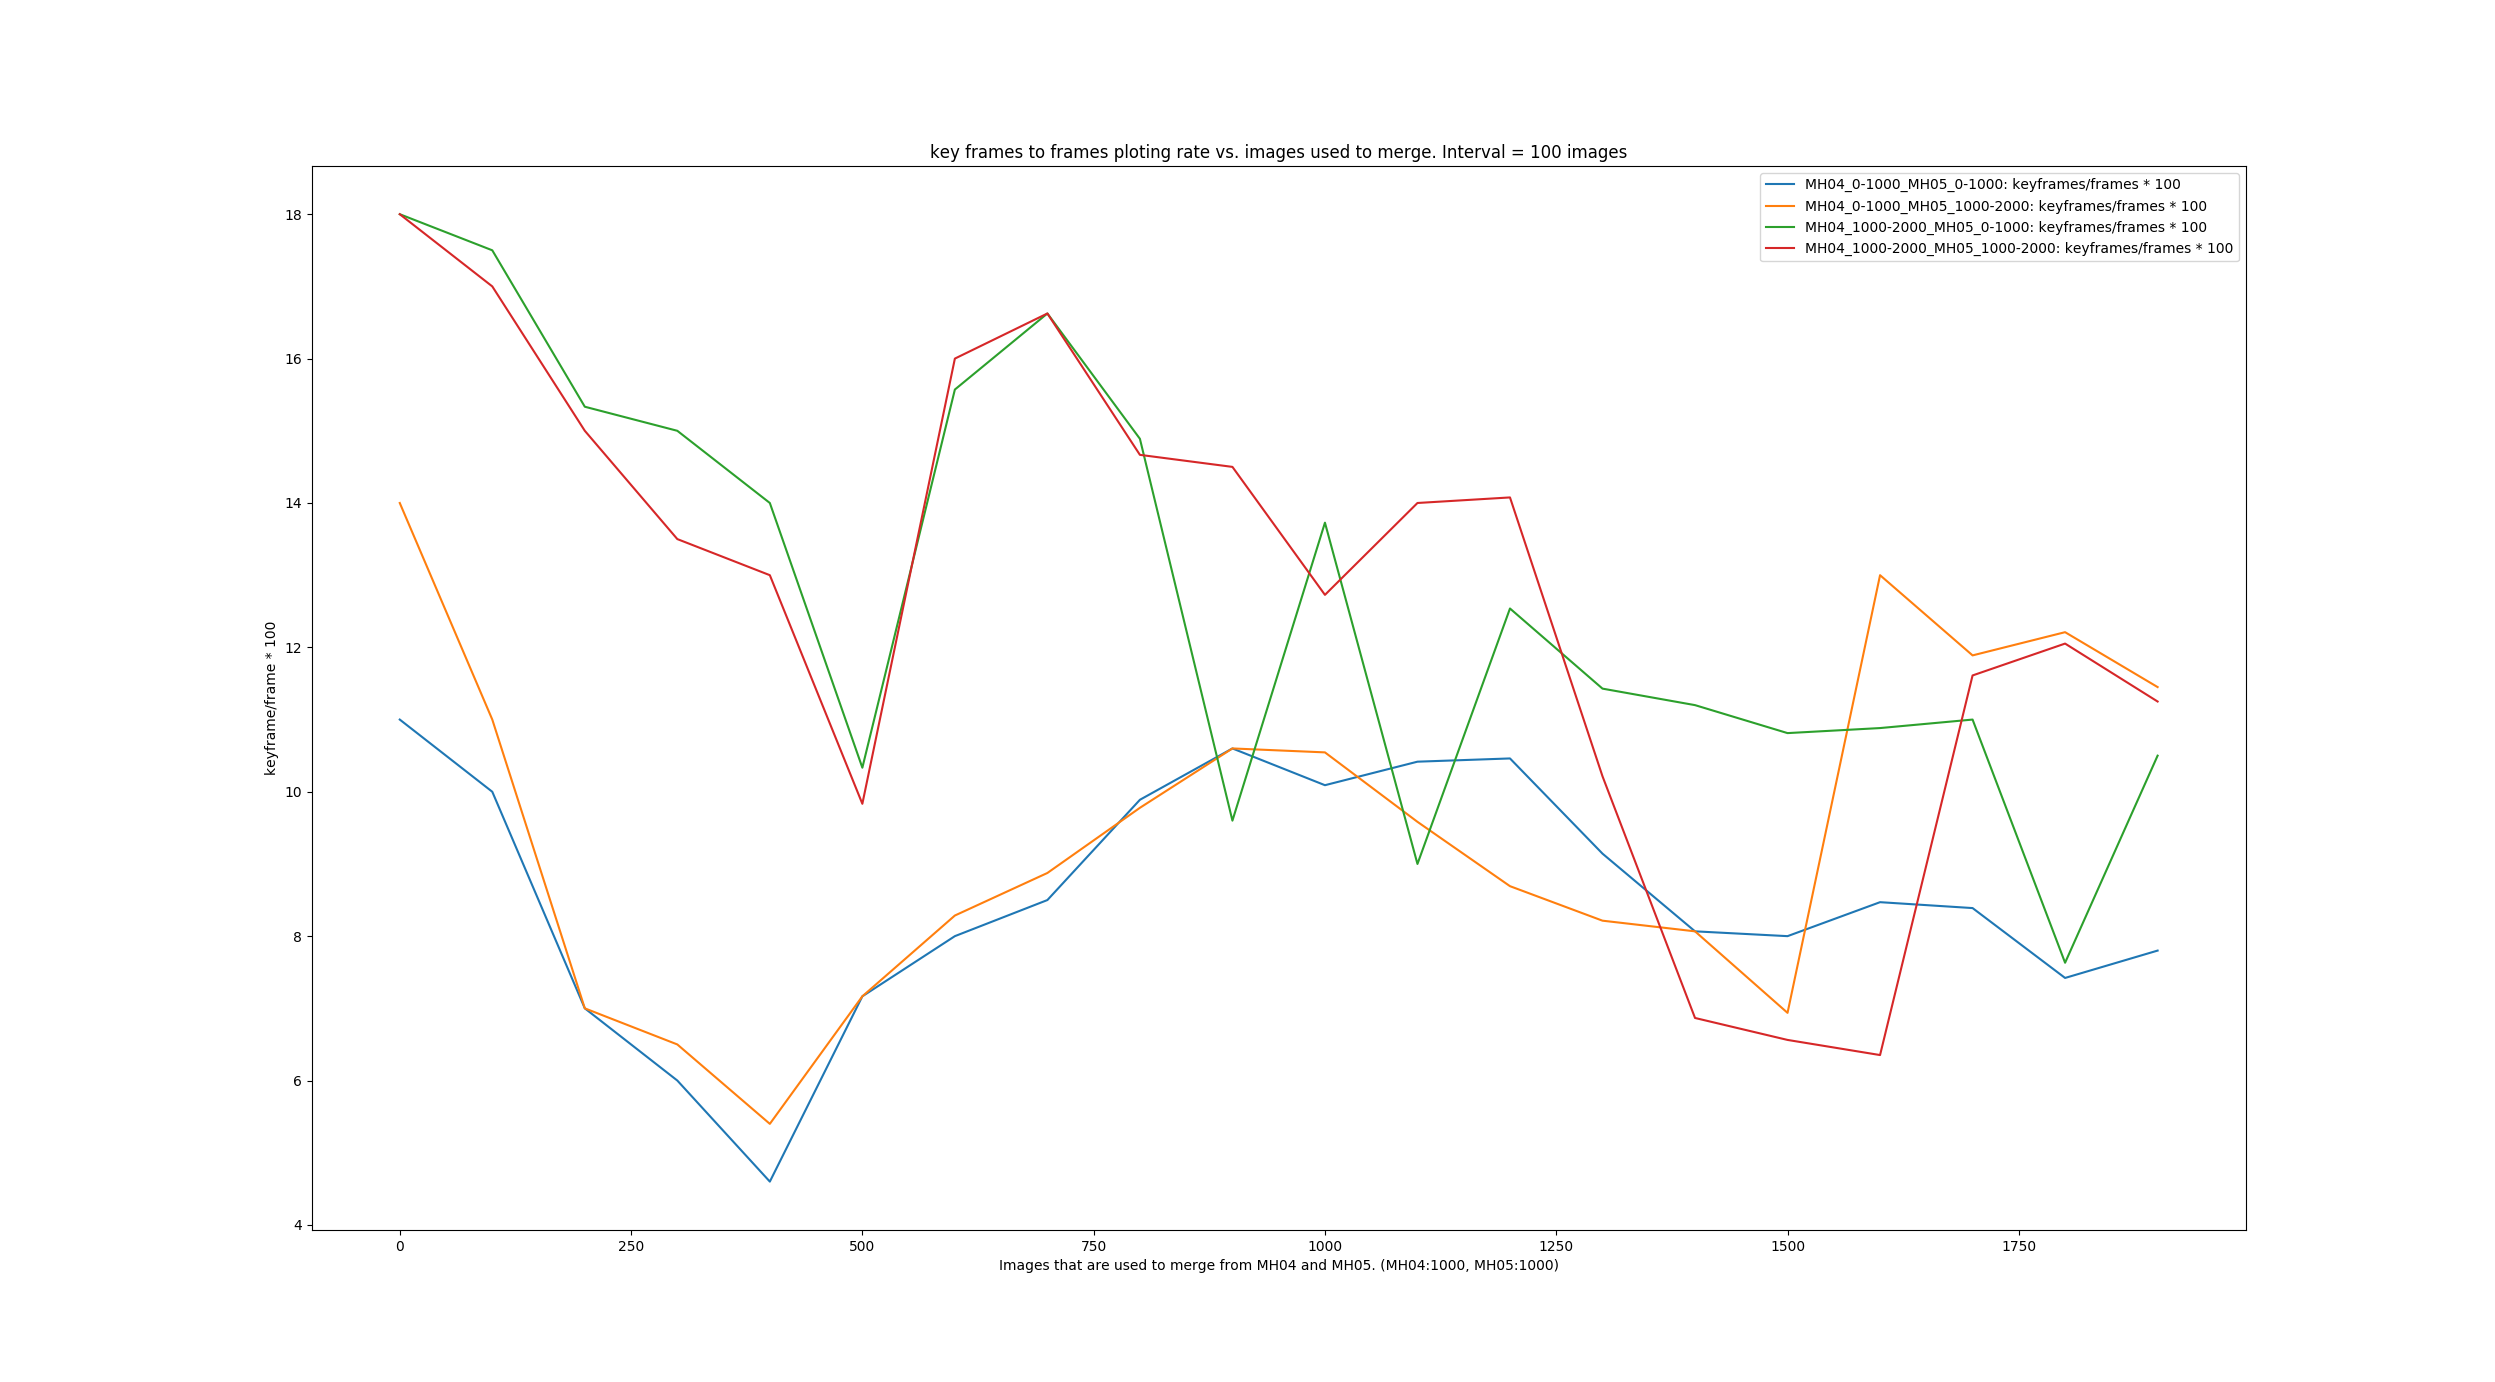 key frames to frames ploting rate vs. images used to merge. Interval = 100 images
MH04_0-1000_MH05_0-1000: keyframes/frames * 100
MH04_0-1000_MH05_1000-2000: keyframes/frames * 100
MH04_1000-2000_MH05_0-1000: keyframes/frames * 100
MH04_1000-2000_MH05_1000-2000: keyframes/frames * 100
18
16
14
12
10
8
6
4
keyframe/frame * 100
0 250 500 750 1000 1250 1500 1750
Images that are used to merge from MH04 and MH05. (MH04:1000, MH05:1000)